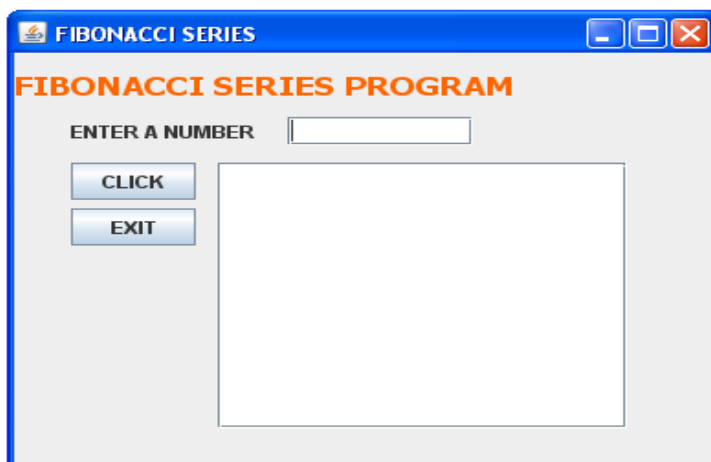 FIBONACCI SERIES
FIBONACCI SERIES PROGRAM
ENTER A NUMBER
CLICK
EXIT